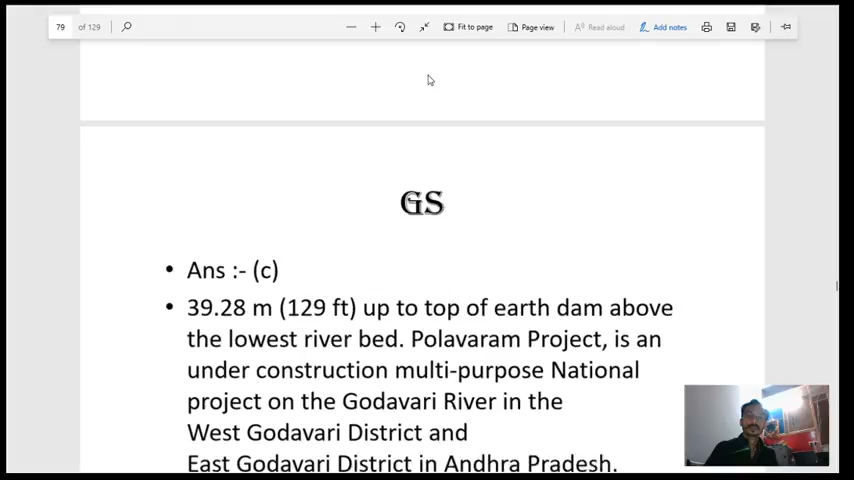 79 of 129 Fit to page Page view Read aloud Add notes
GS
• Ans :- (c)
• 39.28 m (129 ft) up to top of earth dam above
the lowest river bed. Polavaram Project, is an
under construction multi-purpose National
project on the Godavari River in the
West Godavari District and
East Godavari District in Andhra Pradesh.